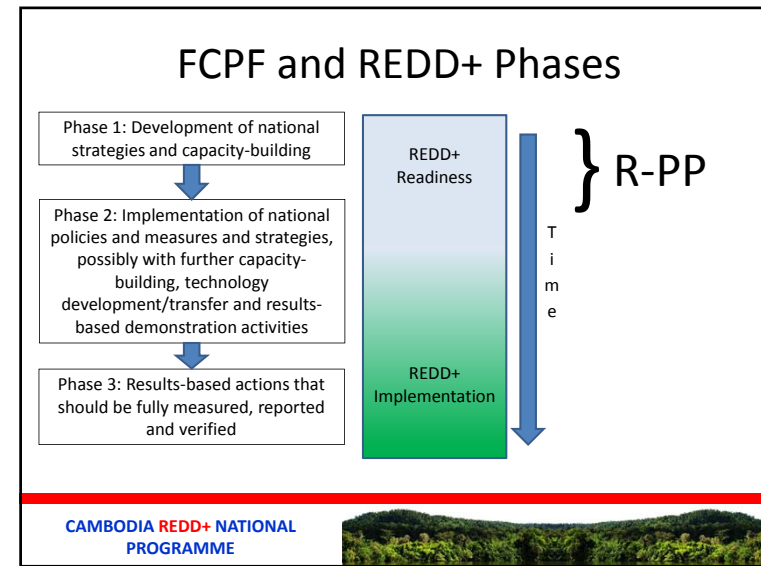 FCPF and REDD+ Phases
Phase 1: Development of national
strategies and capacity-building
Phase 2: Implementation of national
policies and measures and strategies,
possibly with further capacity-
building, technology
development/transfer and results-
based demonstration activities
Phase 3: Results-based actions that
should be fully measured, reported
and verified
REDD+
Readiness
REDD+
Implementation
T
i
m
e
} R-PP
CAMBODIA REDD+ NATIONAL
PROGRAMME